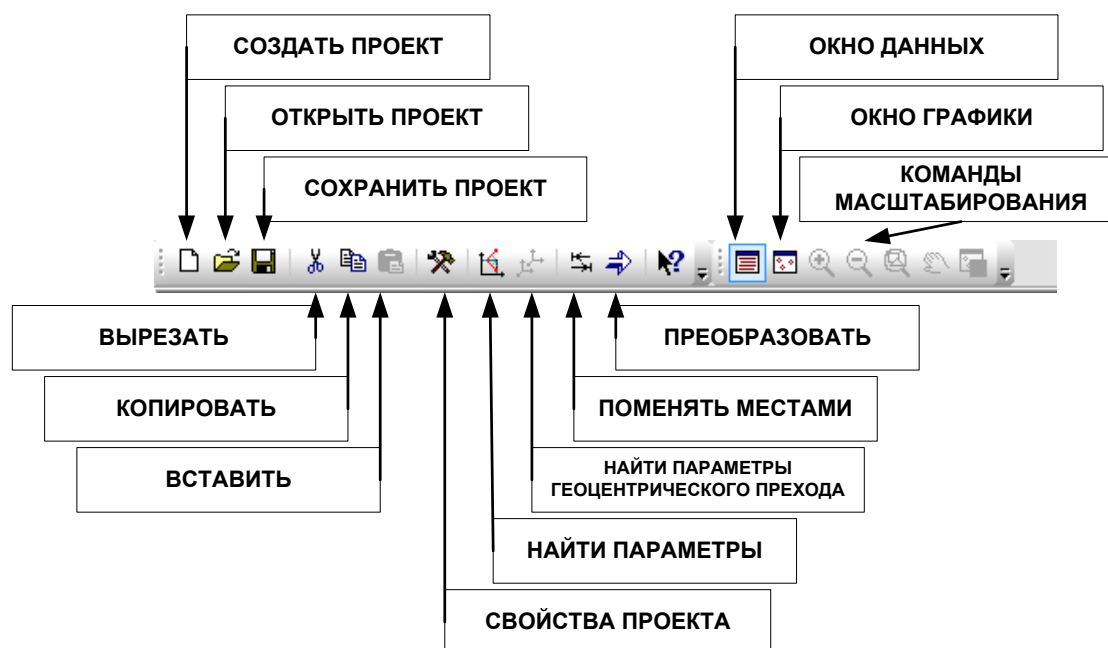 СОЗДАТЬ ПРОЕКТ
ОКНО ДАННЫХ
ОТКРЫТЬ ПРОЕКТ
ОКНО ГРАФИКИ
СОХРАНИТЬ ПРОЕКТ
КОМАНДЫ
МАСШТАБИРОВАНИЯ
ВЫРЕЗАТЬ
ПРЕОБРАЗОВАТЬ
КОПИРОВАТЬ
ПОМЕНЯТЬ МЕСТАМИ
ВСТАВИТЬ
НАЙТИ ПАРАМЕТРЫ
ГЕОЦЕНТРИЧЕСКОГО ПРЕХОДА
НАЙТИ ПАРАМЕТРЫ
СВОЙСТВА ПРОЕКТА